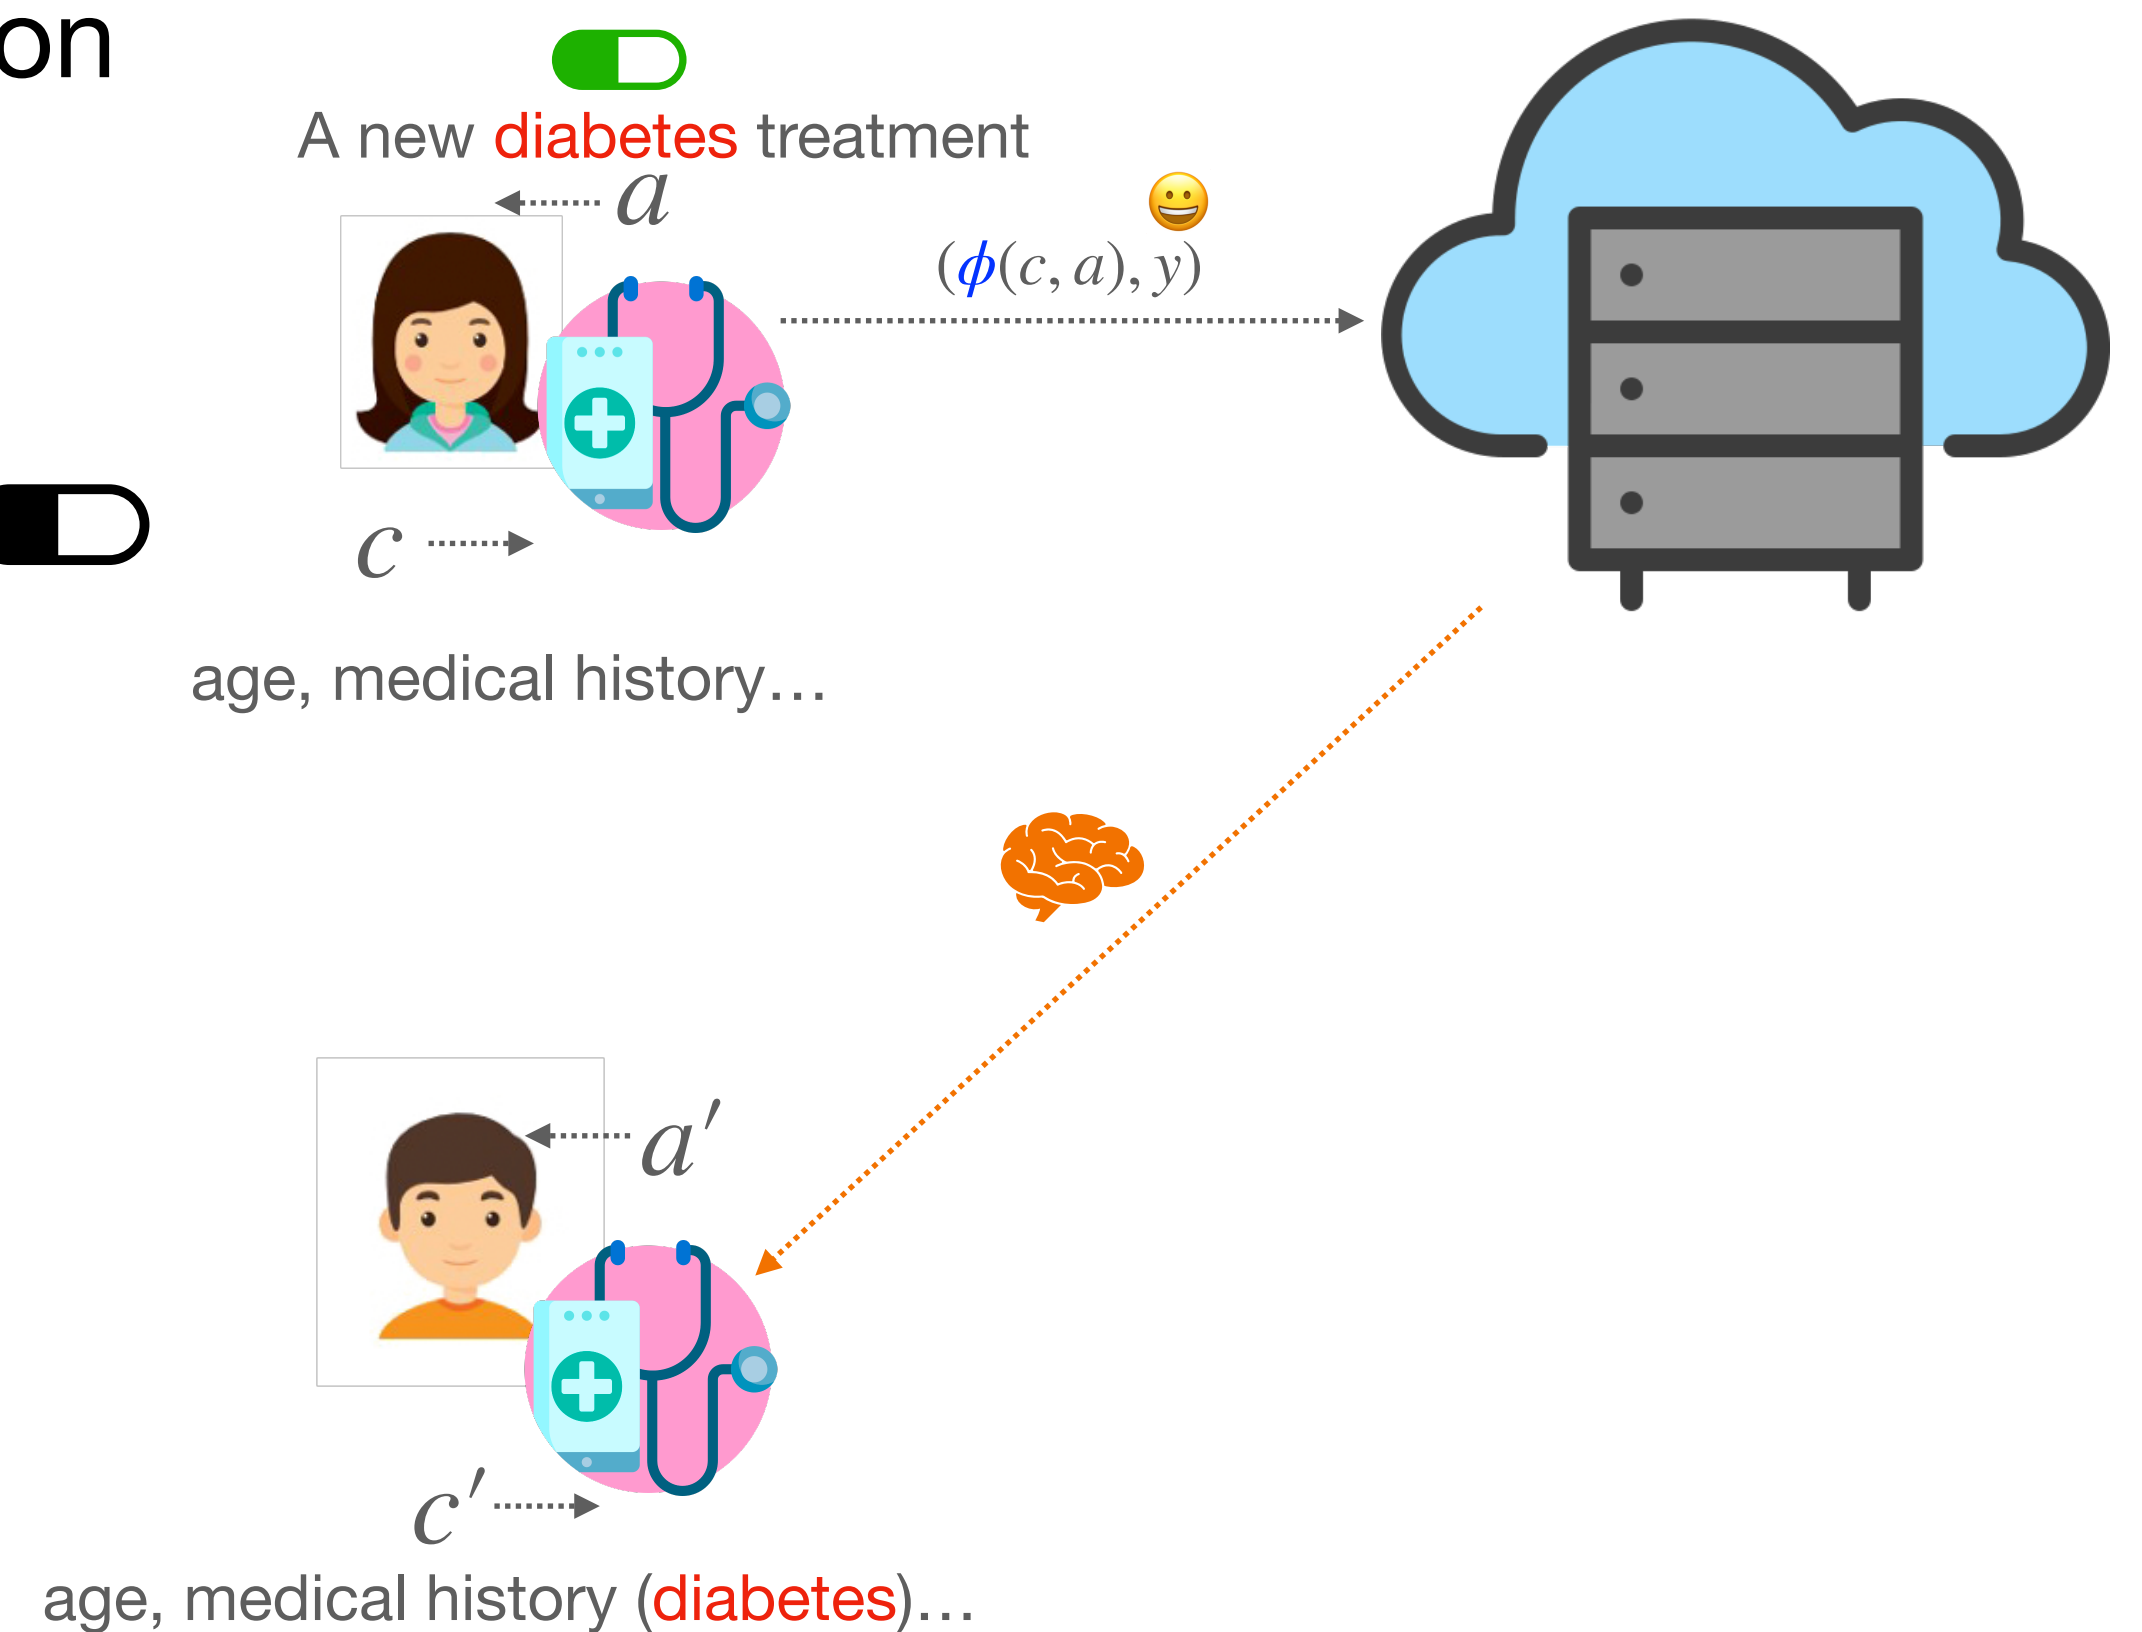 on
A new diabetes treatment
a
(ϕ(c, a), y)
c
age, medical history…
a′
c′
age, medical history (diabetes)…